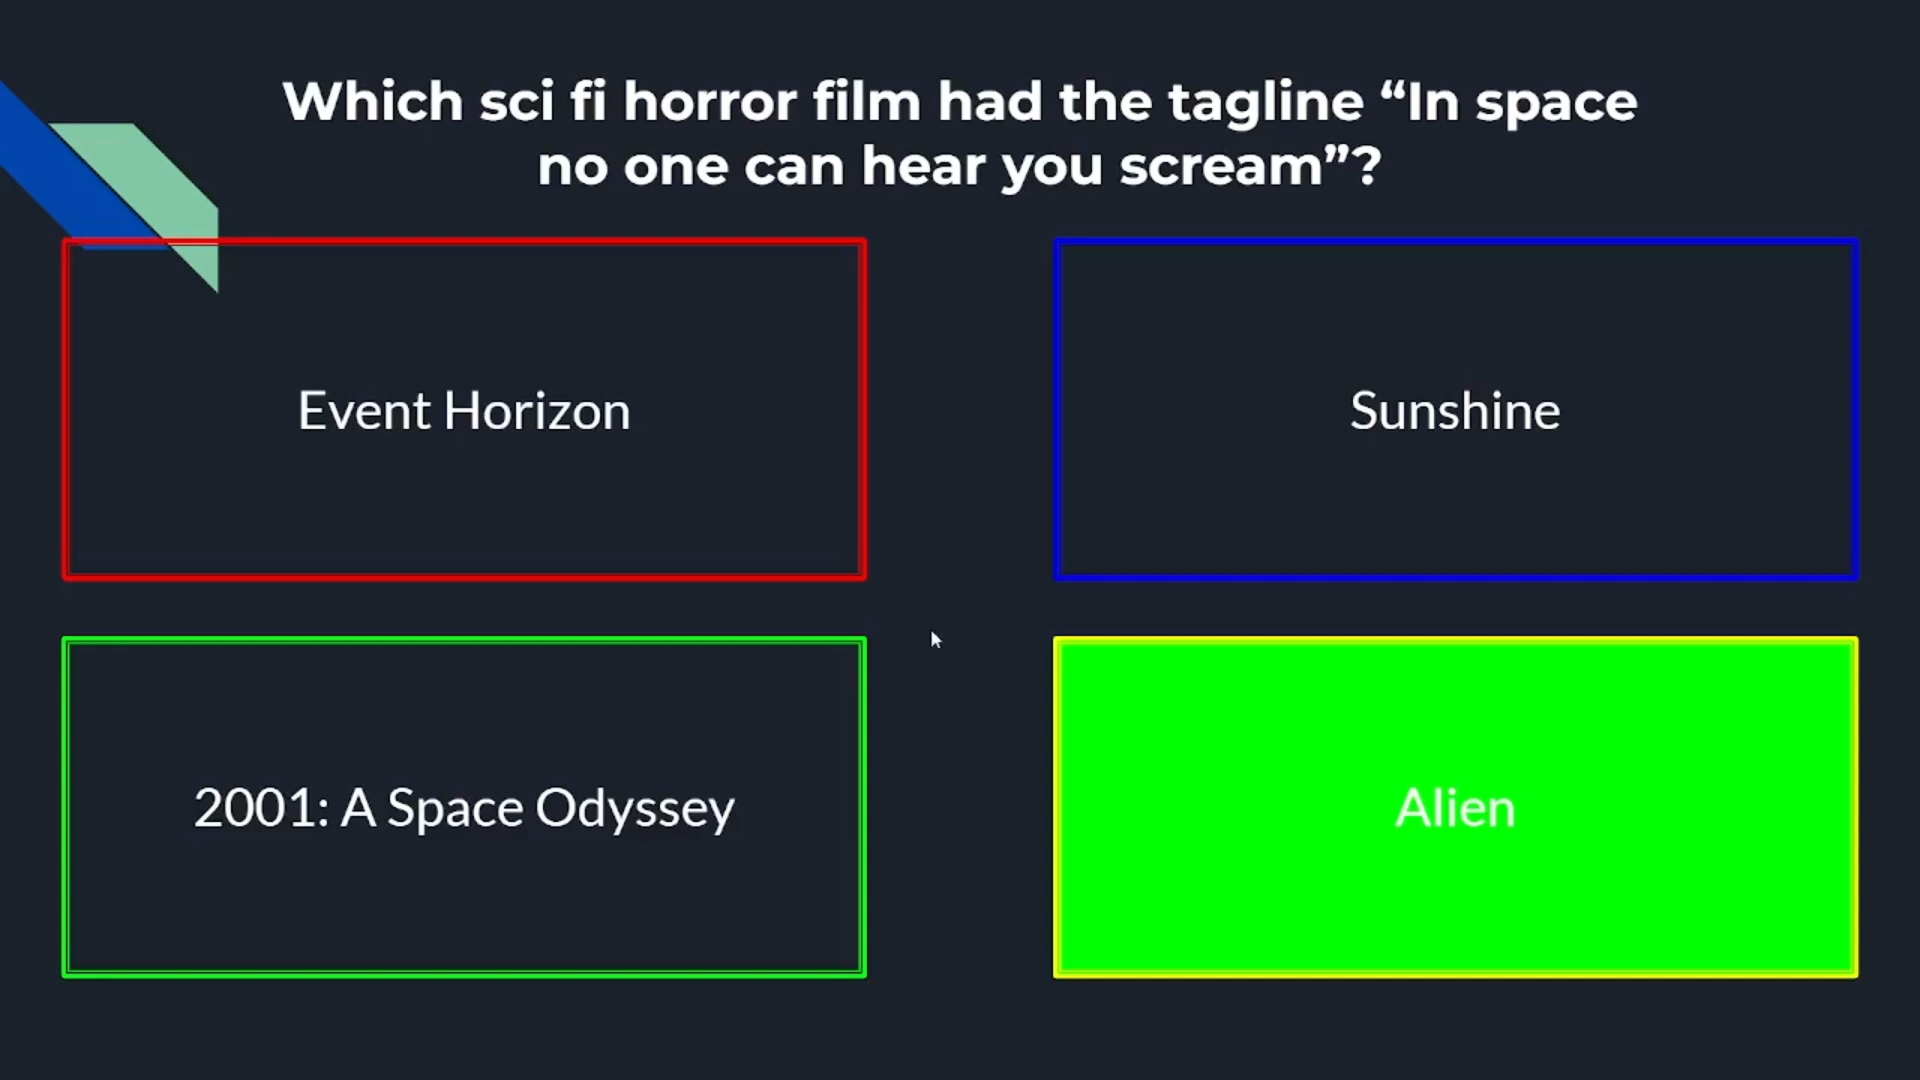 Which sci fi horror film had the tagline “In space
no one can hear you scream”?
Event Horizon
Sunshine
2001: A Space Odyssey
Alien